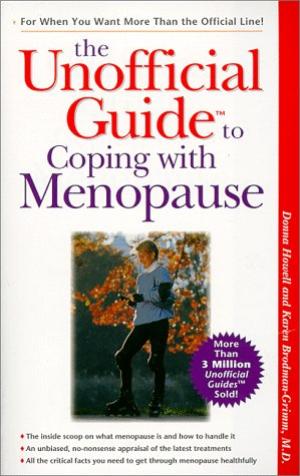 • For When You Want More Than the Official Line!
the
Unofficial
Guide™ to
Coping with
Menopause
Donna Howell and Karen Brodman-Grimm, M.D.
More
Than
3 Million
Unofficial
Guides™
Sold!
♦ The inside scoop on what menopause is and how to handle it
♦ An unbiased, no-nonsense appraisal of the latest treatments
♦ All the critical facts you need to get through menopause healthfully